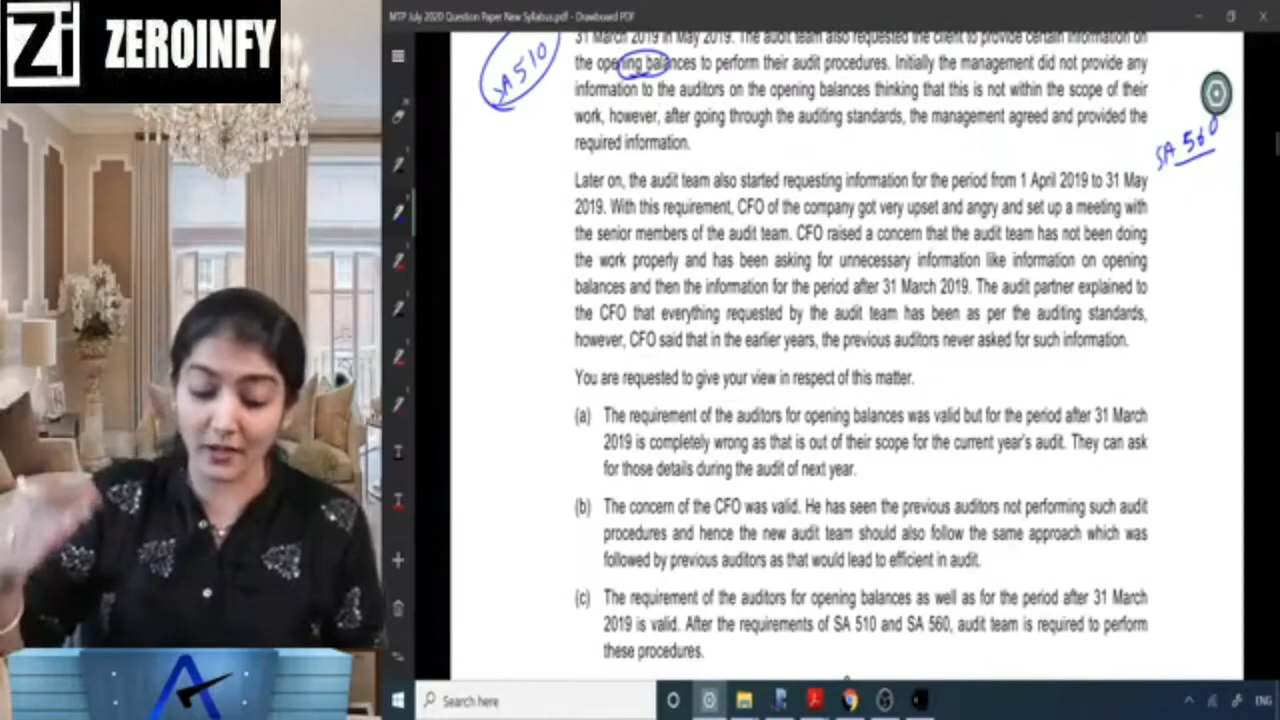 Zi ZEROINFY
MTP July 2020 Question Paper New Syllabus.pdf - Drawboard PDF
31 March 2019 in May 2019. The audit team also requested the client to provide certain information on
the opening balances to perform their audit procedures. Initially the management did not provide any
information to the auditors on the opening balances thinking that this is not within the scope of their
work, however, after going through the auditing standards, the management agreed and provided the
required information.
SA 510
SA 560
Later on, the audit team also started requesting information for the period from 1 April 2019 to 31 May
2019. With this requirement, CFO of the company got very upset and angry and set up a meeting with
the senior members of the audit team. CFO raised a concern that the audit team has not been doing
the work properly and has been asking for unnecessary information like information on opening
balances and then the information for the period after 31 March 2019. The audit partner explained to
the CFO that everything requested by the audit team has been as per the auditing standards,
however, CFO said that in the earlier years, the previous auditors never asked for such information.
You are requested to give your view in respect of this matter.
(a) The requirement of the auditors for opening balances was valid but for the period after 31 March
2019 is completely wrong as that is out of their scope for the current year's audit. They can ask
for those details during the audit of next year.
(b) The concern of the CFO was valid. He has seen the previous auditors not performing such audit
procedures and hence the new audit team should also follow the same approach which was
followed by previous auditors as that would lead to efficient in audit.
(c) The requirement of the auditors for opening balances as well as for the period after 31 March
2019 is valid. After the requirements of SA 510 and SA 560, audit team is required to perform
these procedures.
Search here
ENG